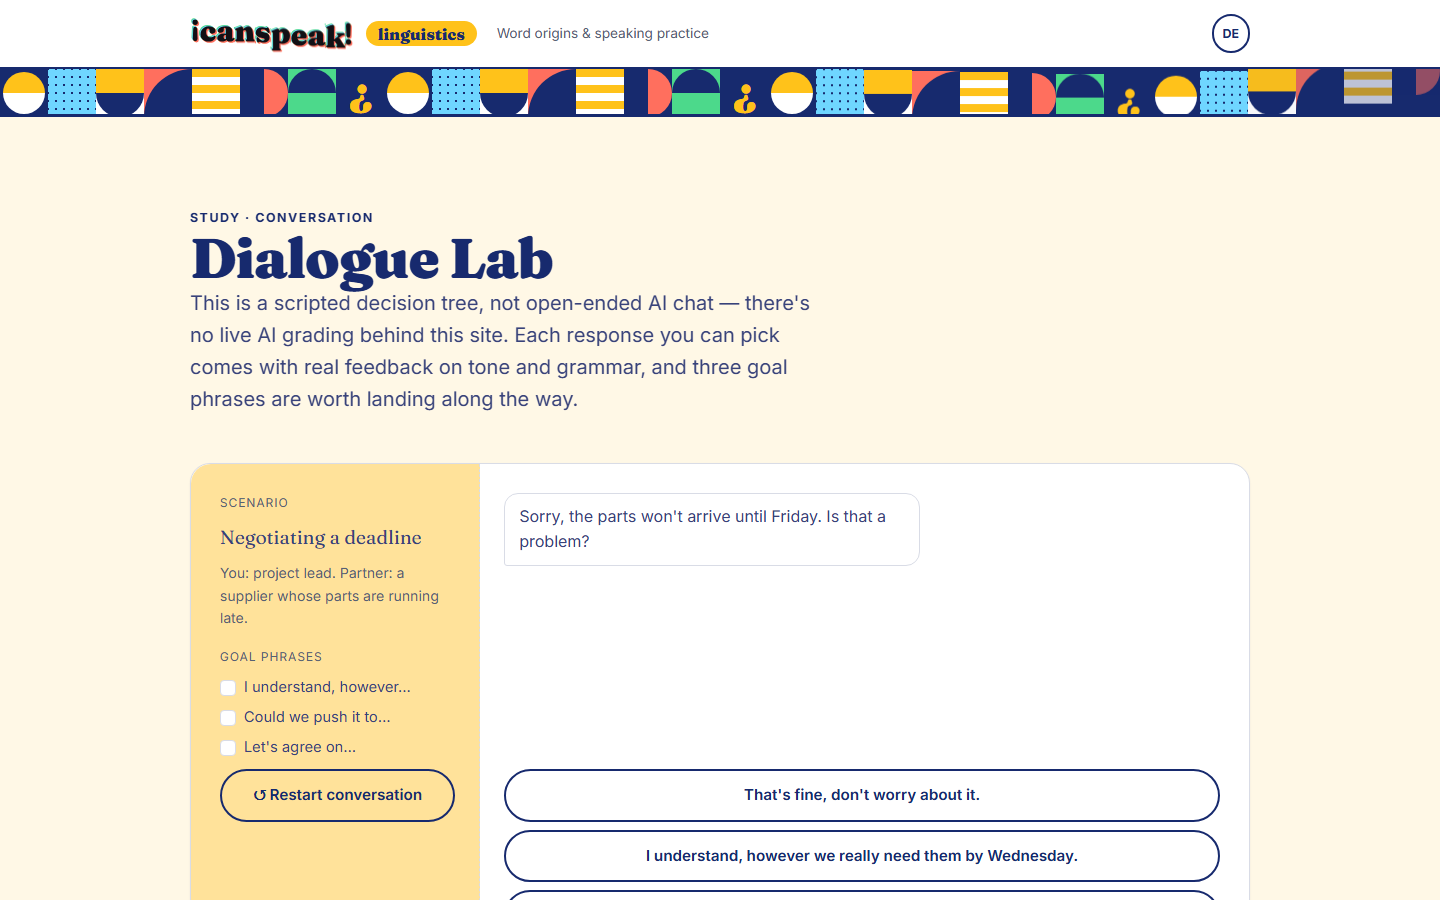 icanspeak!
linguistics
Word origins & speaking practice
DE
STUDY · CONVERSATION
Dialogue Lab
This is a scripted decision tree, not open-ended AI chat — there's
no live AI grading behind this site. Each response you can pick
comes with real feedback on tone and grammar, and three goal
phrases are worth landing along the way.
SCENARIO
Negotiating a deadline
You: project lead. Partner: a
supplier whose parts are running
late.
GOAL PHRASES
I understand, however...
Could we push it to...
Let's agree on...
↺ Restart conversation
Sorry, the parts won't arrive until Friday. Is that a
problem?
That's fine, don't worry about it.
I understand, however we really need them by Wednesday.